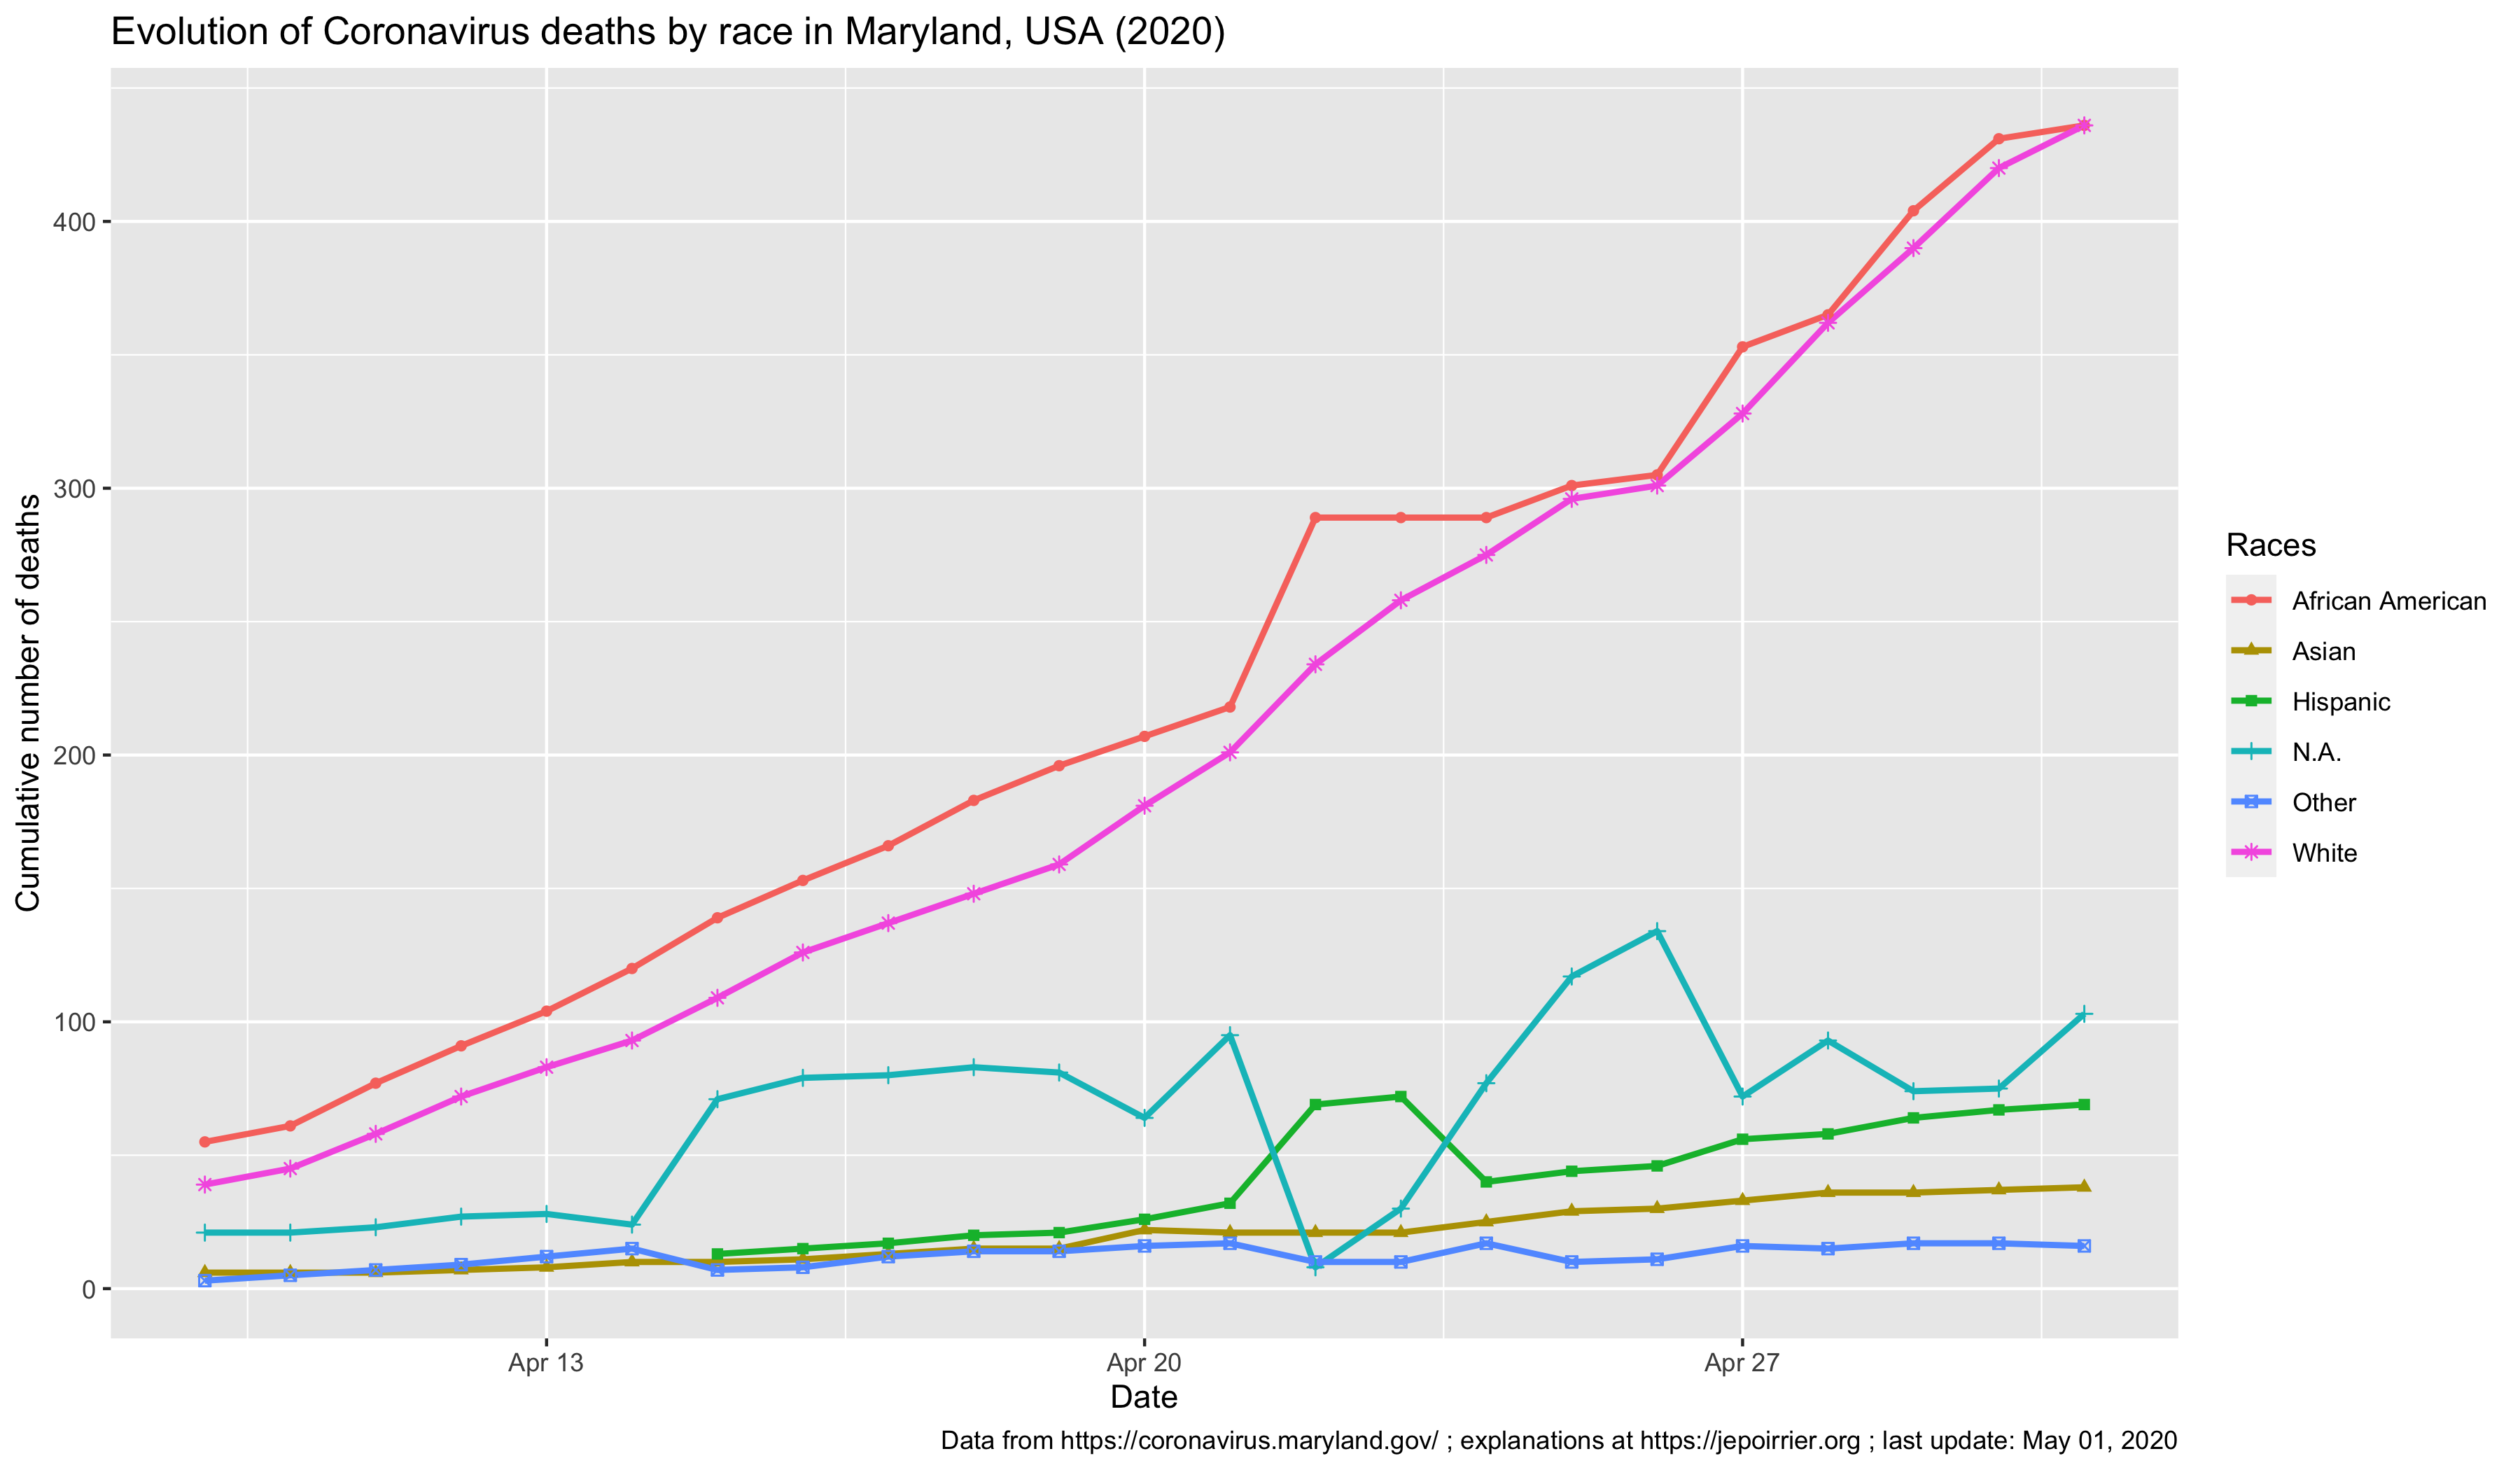 Evolution of Coronavirus deaths by race in Maryland, USA (2020)
Cumulative number of deaths
400
300
200
100
0
Apr 13
Apr 20
Apr 27
Date
Races
African American
Asian
Hispanic
N.A.
Other
White
Data from https://coronavirus.maryland.gov/ ; explanations at https://jepoirrier.org ; last update: May 01, 2020